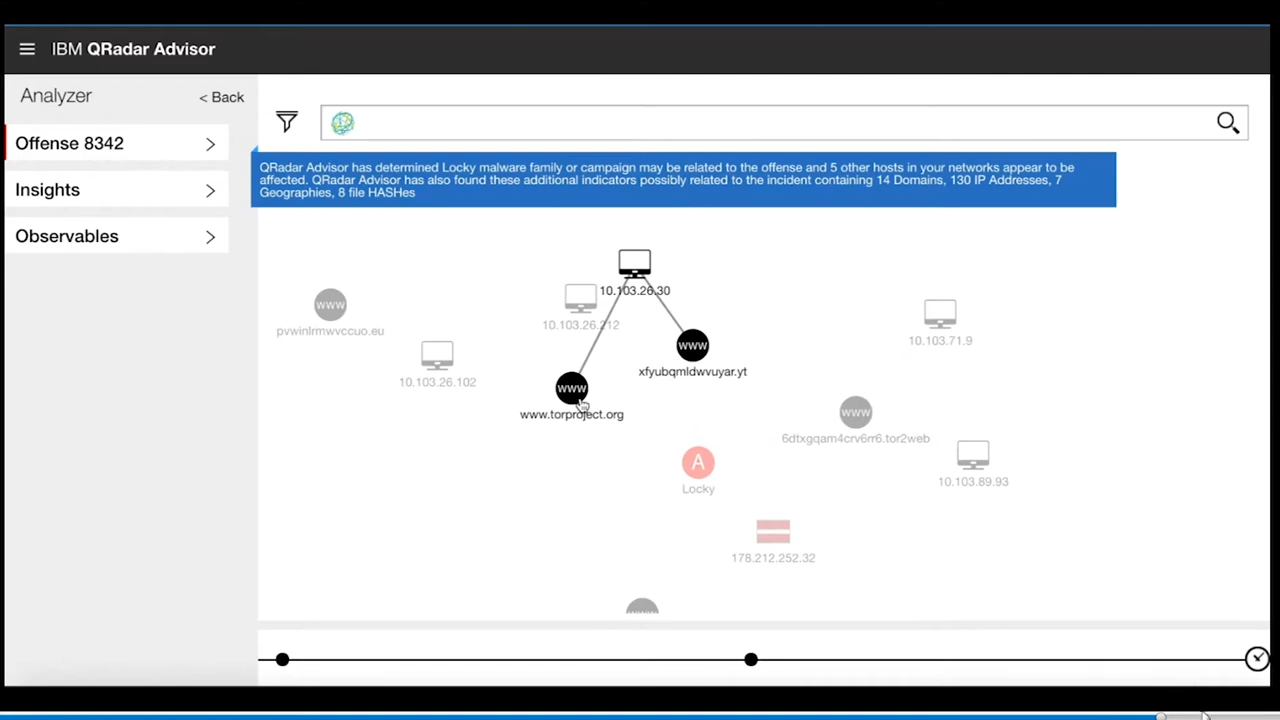 IBM QRadar Advisor
Analyzer
< Back
Offense 8342
Insights
Observables
QRadar Advisor has determined Locky malware family or campaign may be related to the offense and 5 other hosts in your networks appear to be
affected. QRadar Advisor has also found these additional indicators possibly related to the incident containing 14 Domains, 130 IP Addresses, 7
Geographies, 8 file HASHes
10.103.26.30
www
pvwinlrmwvccuo.eu
10.103.26.212
10.103.71.9
www
xfyubqmldwvuyar.yt
10.103.26.102
www
www.torproject.org
www
6dtxgqam4crv6rr6.tor2web
A
Locky
10.103.89.93
178.212.252.32